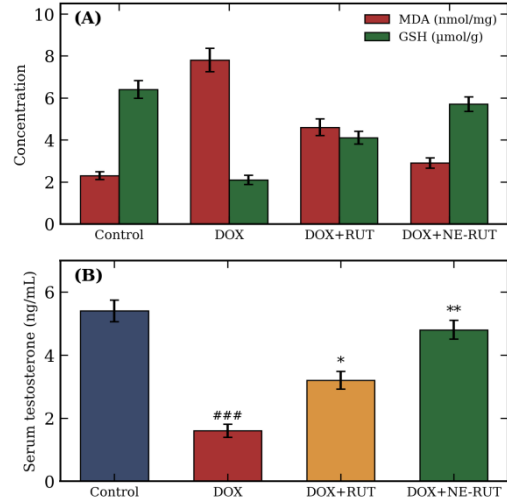 (A)
MDA (nmol/mg)
GSH (µmol/g)
Concentration
10
8
6
4
2
0
Control DOX DOX+RUT DOX+NE-RUT
(B)
Serum testosterone (ng/mL)
6
4
2
0
###
*
**
Control DOX DOX+RUT DOX+NE-RUT